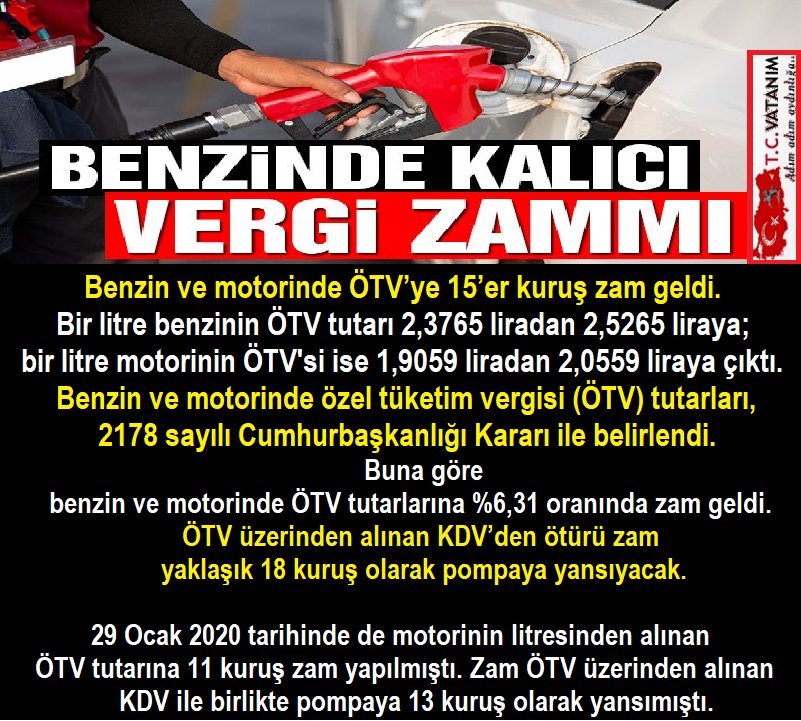 T.C. VATANIM
Adım adım aydınlığa..
BENZiNDE KALICI
VERGi ZAMMI
Benzin ve motorinde ÖTV’ye 15’er kuruş zam geldi.
Bir litre benzinin ÖTV tutarı 2,3765 liradan 2,5265 liraya;
bir litre motorinin ÖTV'si ise 1,9059 liradan 2,0559 liraya çıktı.
Benzin ve motorinde özel tüketim vergisi (ÖTV) tutarları,
2178 sayılı Cumhurbaşkanlığı Kararı ile belirlendi.
Buna göre
benzin ve motorinde ÖTV tutarlarına %6,31 oranında zam geldi.
ÖTV üzerinden alınan KDV’den ötürü zam
yaklaşık 18 kuruş olarak pompaya yansıyacak.
29 Ocak 2020 tarihinde de motorinin litresinden alınan
ÖTV tutarına 11 kuruş zam yapılmıştı. Zam ÖTV üzerinden alınan
KDV ile birlikte pompaya 13 kuruş olarak yansımıştı.